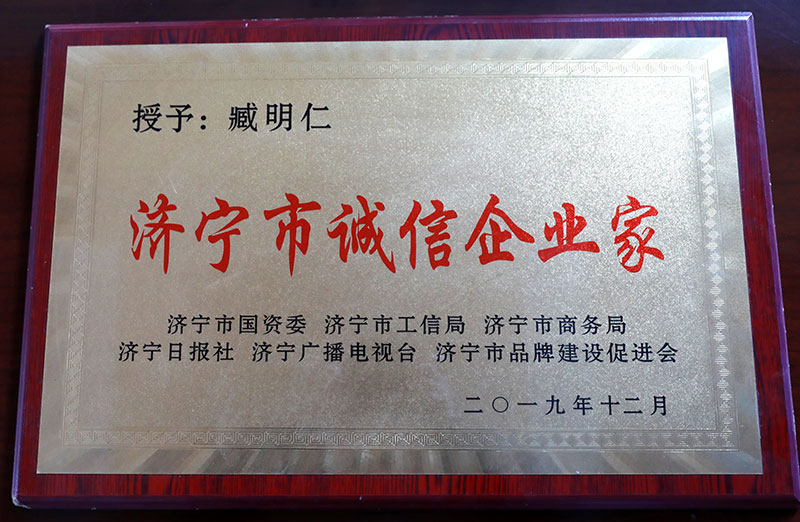 授予：臧明仁
济宁市诚信企业家
济宁市国资委 济宁市工信局 济宁市商务局
济宁日报社 济宁广播电视台 济宁市品牌建设促进会
二〇一九年十二月